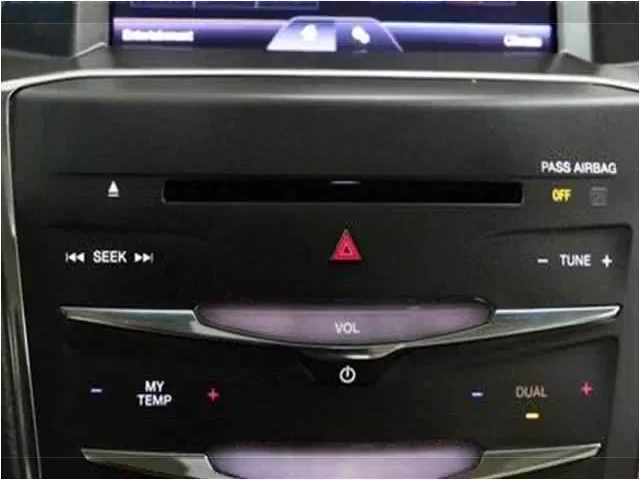 Entertainment Climate
PASS AIRBAG
OFF
SEEK
- TUNE +
VOL
- MY TEMP +
- DUAL +